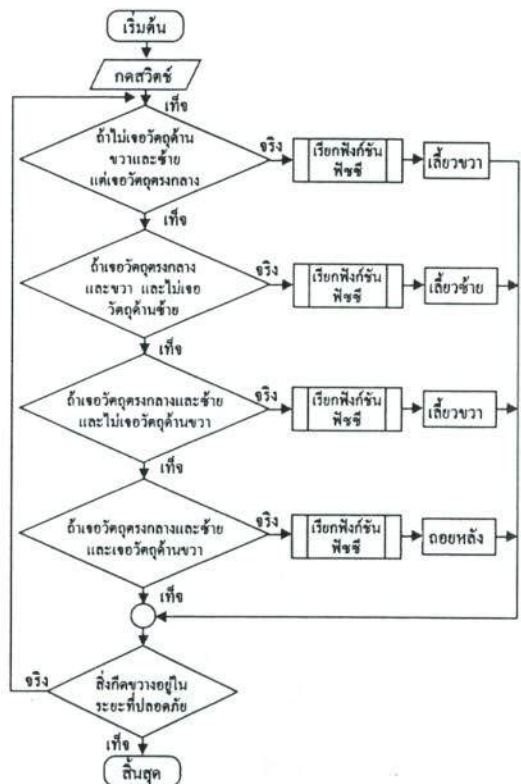 เริ่มต้น
กดสวิตช์
เท็จ
ถ้าไม่เจอวัตถุด้าน
ขวาและซ้าย
แต่เจอวัตถุตรงกลาง
จริง
เรียกฟังก์ชัน
ฟัซซี
เลี้ยวขวา
เท็จ
ถ้าเจอวัตถุตรงกลาง
และขวา และไม่เจอ
วัตถุด้านซ้าย
จริง
เรียกฟังก์ชัน
ฟัซซี
เลี้ยวซ้าย
เท็จ
ถ้าเจอวัตถุตรงกลางและซ้าย
และไม่เจอวัตถุด้านขวา
จริง
เรียกฟังก์ชัน
ฟัซซี
เลี้ยวขวา
เท็จ
ถ้าเจอวัตถุตรงกลางและซ้าย
และเจอวัตถุด้านขวา
จริง
เรียกฟังก์ชัน
ฟัซซี
ถอยหลัง
เท็จ
จริง
สิ่งกีดขวางอยู่ใน
ระยะที่ปลอดภัย
เท็จ
สิ้นสุด